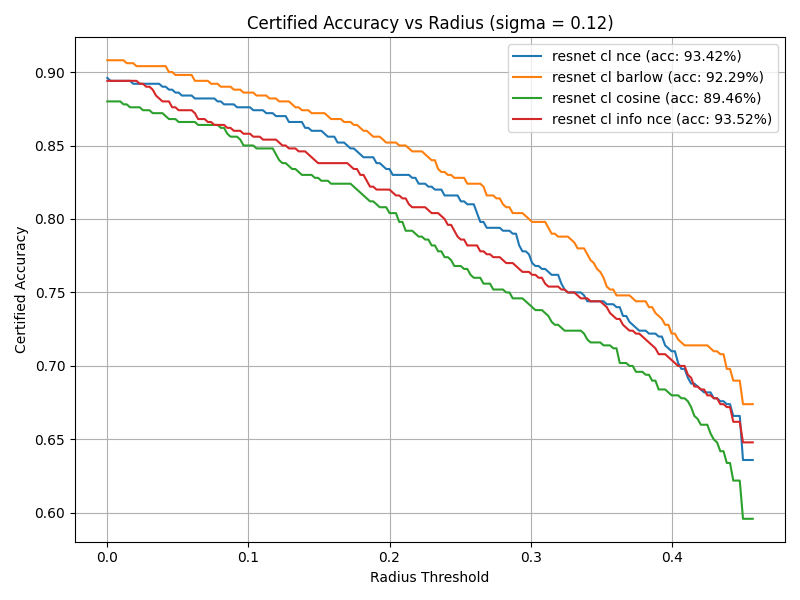 Certified Accuracy vs Radius (sigma = 0.12)
resnet cl nce (acc: 93.42%)
resnet cl barlow (acc: 92.29%)
resnet cl cosine (acc: 89.46%)
resnet cl info nce (acc: 93.52%)
Certified Accuracy
0.90
0.85
0.80
0.75
0.70
0.65
0.60
0.0 0.1 0.2 0.3 0.4
Radius Threshold